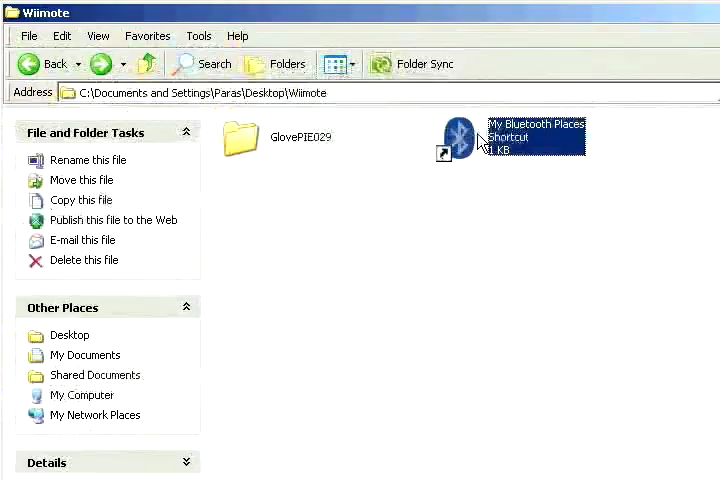 Wiimote
File Edit View Favorites Tools Help
Back Search Folders Folder Sync
Address C:\Documents and Settings\Paras\Desktop\Wiimote
File and Folder Tasks
Rename this file
Move this file
Copy this file
Publish this file to the Web
E-mail this file
Delete this file
Other Places
Desktop
My Documents
Shared Documents
My Computer
My Network Places
Details
GlovePIE029
My Bluetooth Places
Shortcut
1 KB